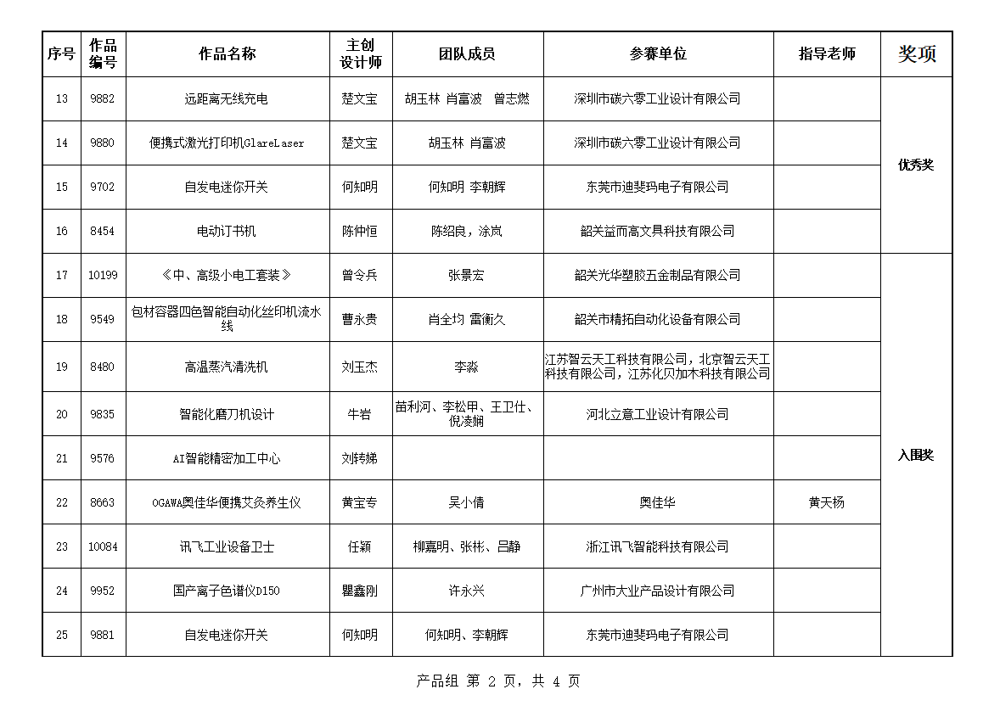 序号 作品编号 作品名称 主创设计师 团队成员 参赛单位 指导老师 奖项
13 9882 远距离无线充电 楚文宝 胡玉林 肖富波 曾志燃 深圳市碳六零工业设计有限公司
14 9880 便携式激光打印机GlareLaser 楚文宝 胡玉林 肖富波 深圳市碳六零工业设计有限公司
15 9702 自发电迷你开关 何知明 何知明 李朝辉 东莞市迪斐玛电子有限公司
优秀奖
16 8454 电动订书机 陈仲恒 陈绍良，涂岚 韶关益而高文具科技有限公司
17 10199 《中、高级小电工套装》 曾令兵 张景宏 韶关光华塑胶五金制品有限公司
18 9549 包材容器四色智能自动化丝印机流水线 曹永贵 肖全均 雷衡久 韶关市精拓自动化设备有限公司
19 8480 高温蒸汽清洗机 刘玉杰 李淼 江苏智云天工科技有限公司，北京智云天工科技有限公司，江苏化贝加木科技有限公司
20 9835 智能化磨刀机设计 牛岩 苗利河、李松甲、王卫仕、倪凌娴 河北立意工业设计有限公司
21 9576 AI智能精密加工中心 刘转娣
入围奖
22 8663 OGAWA奥佳华便携艾灸养生仪 黄宝专 吴小倩 奥佳华 黄天杨
23 10084 讯飞工业设备卫士 任颖 柳嘉明、张彬、吕静 浙江讯飞智能科技有限公司
24 9952 国产离子色谱仪D150 瞿鑫刚 许永兴 广州市大业产品设计有限公司
25 9881 自发电迷你开关 何知明 何知明、李朝辉 东莞市迪斐玛电子有限公司
产品组 第 2 页，共 4 页